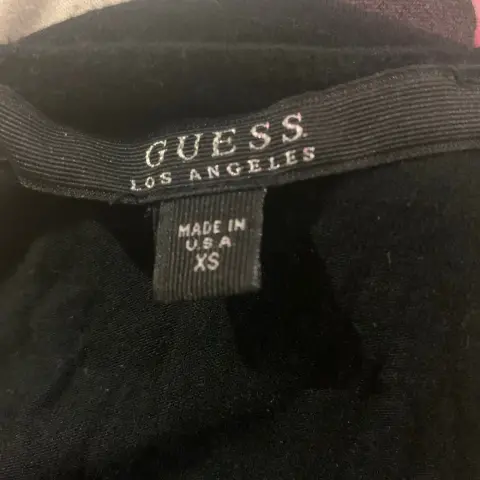 GUESS
LOS ANGELES
MADE IN
U.S.A.
XS